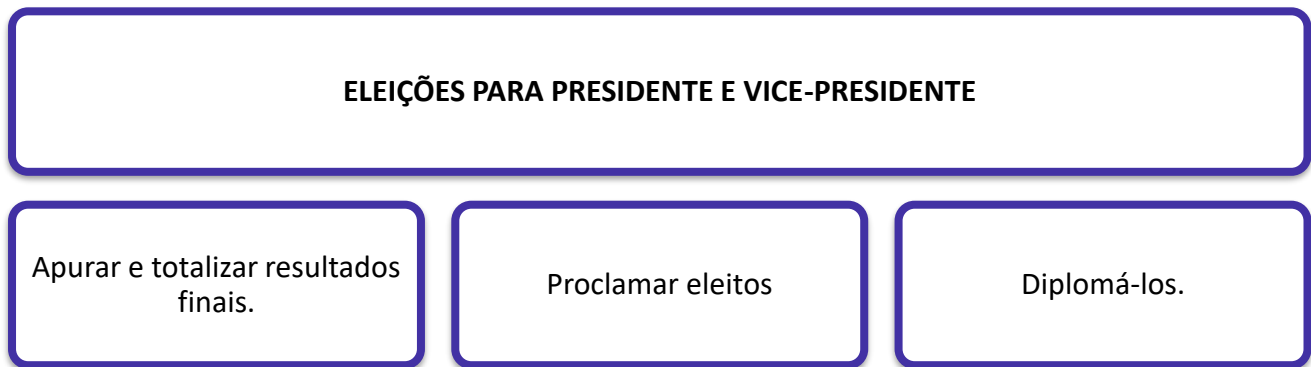 ELEIÇÕES PARA PRESIDENTE E VICE-PRESIDENTE
Apurar e totalizar resultados
finais.
Proclamar eleitos
Diplomá-los.